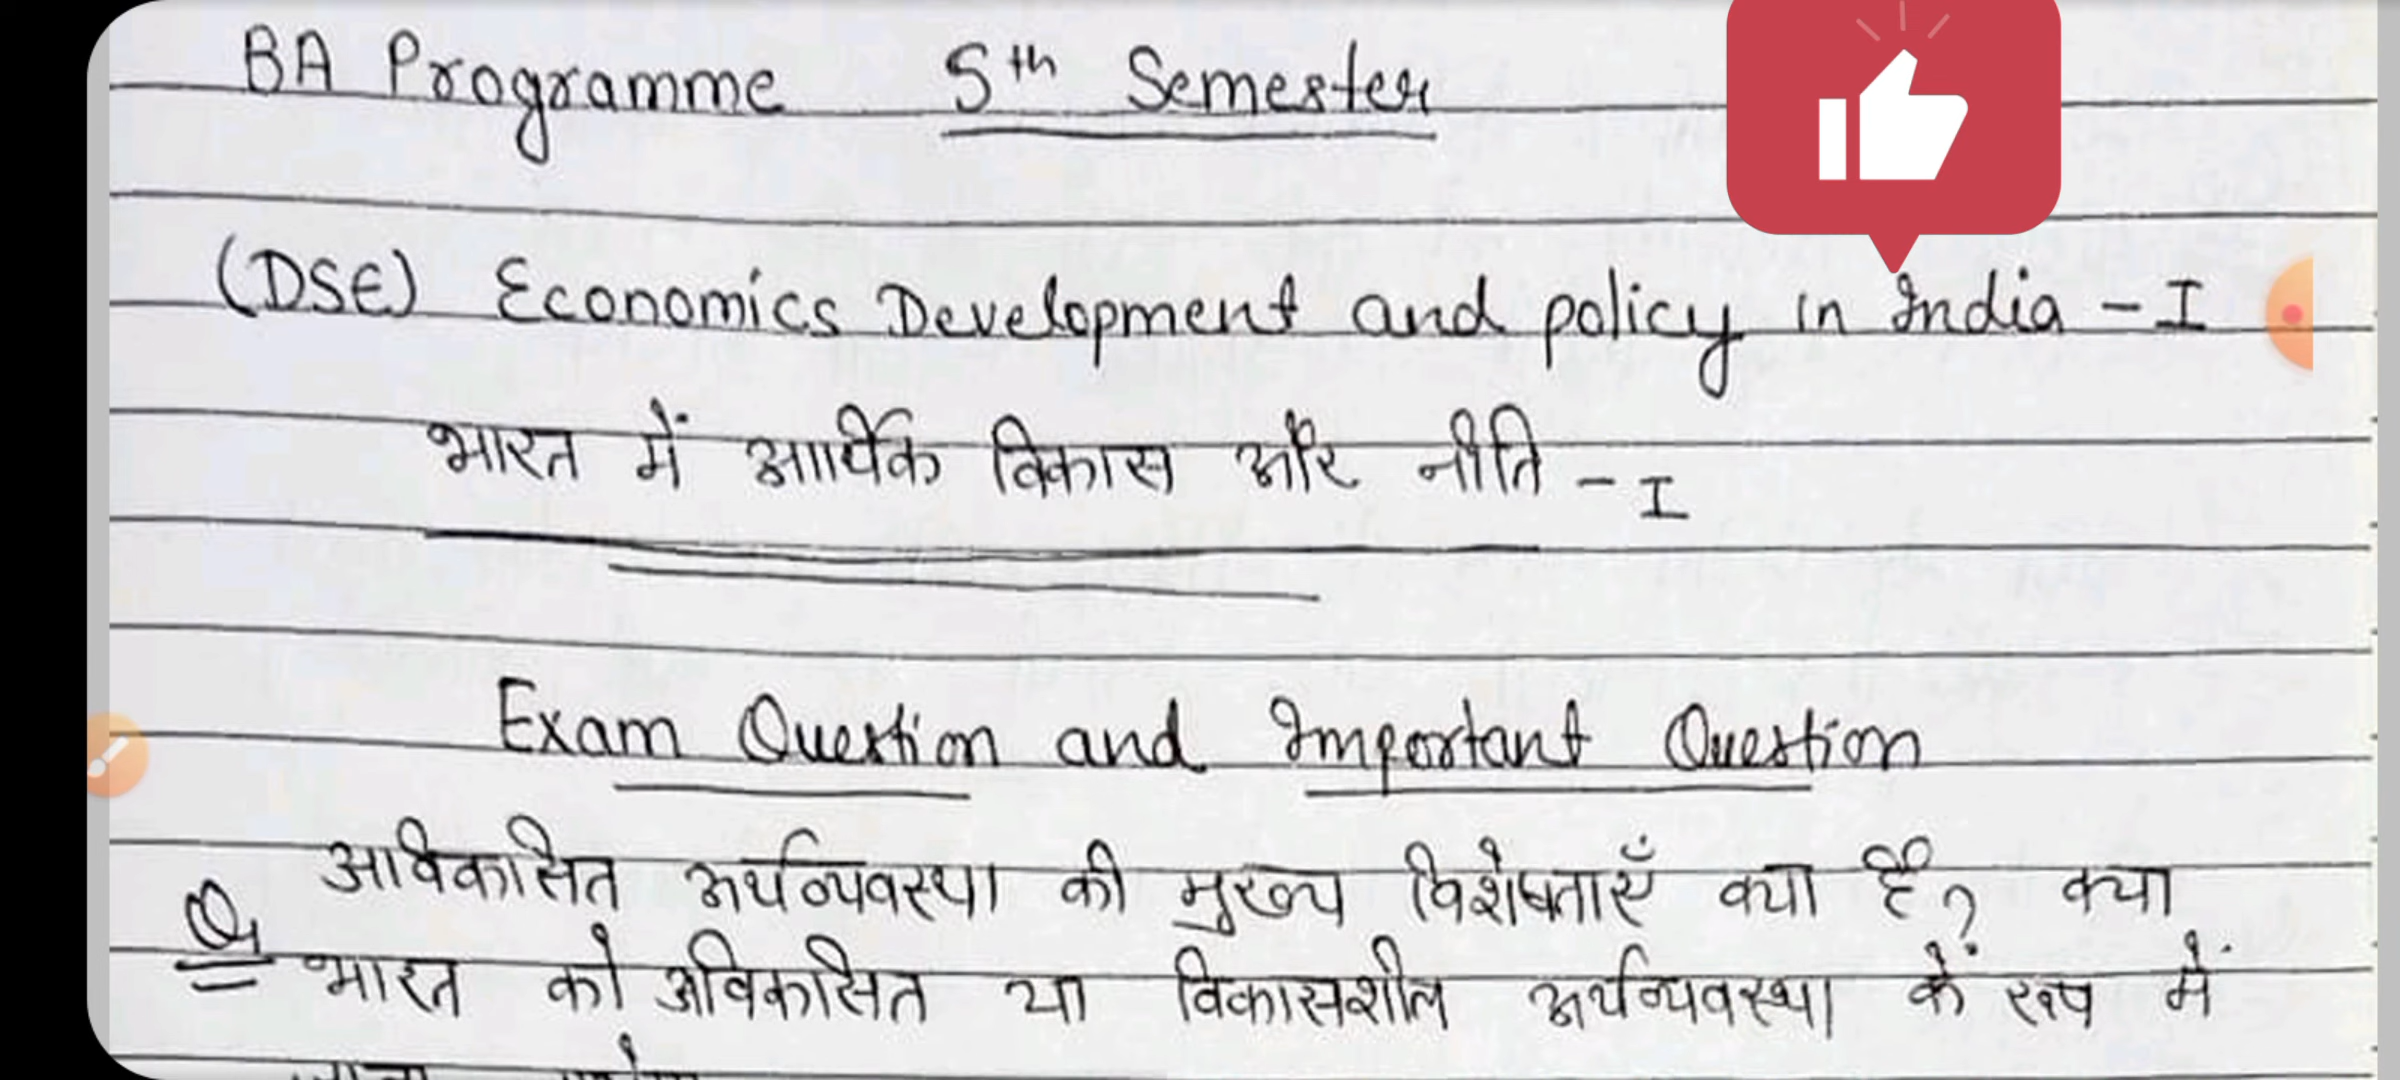 BA Programme 5th Semester
(DSE) Economics Development and policy in India - I
भारत में आर्थिक विकास और नीति - I
Exam Question and Important Question
Q अविकसित अर्थव्यवस्था की मुख्य विशेषताएँ क्या हैं? क्या
भारत को अविकसित या विकासशील अर्थव्यवस्था के रूप में